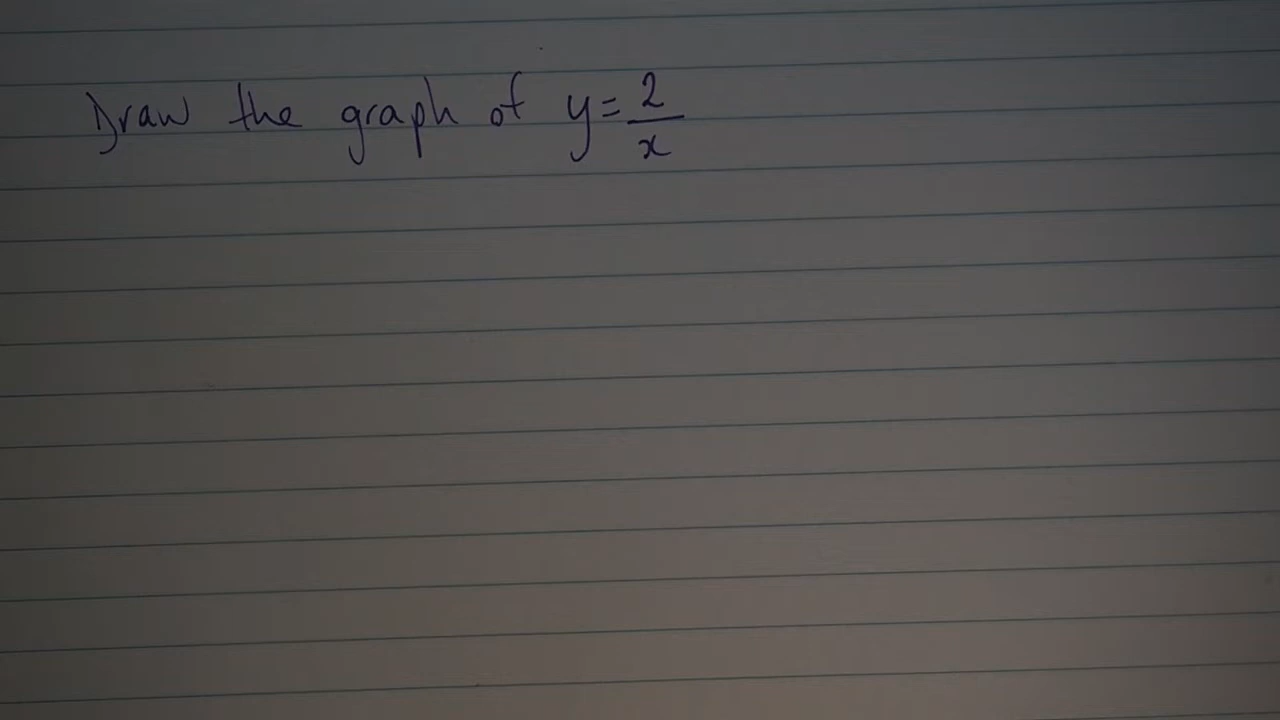 Draw the graph of y = 2/x